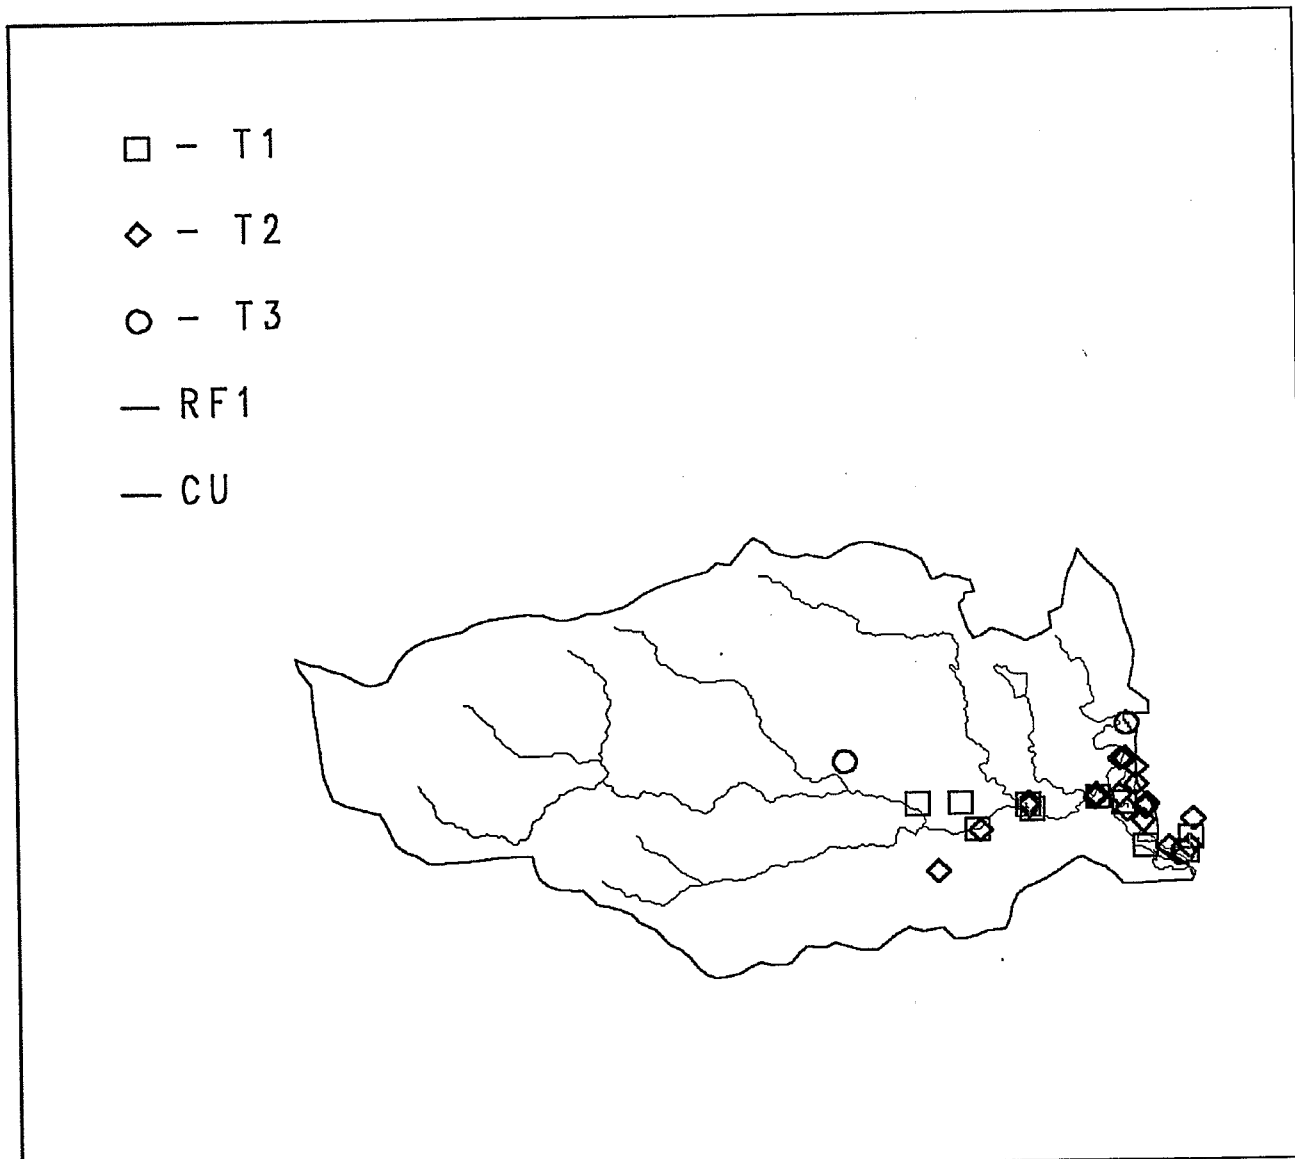 □ - T1
◇ - T2
○ - T3
— RF1
— CU